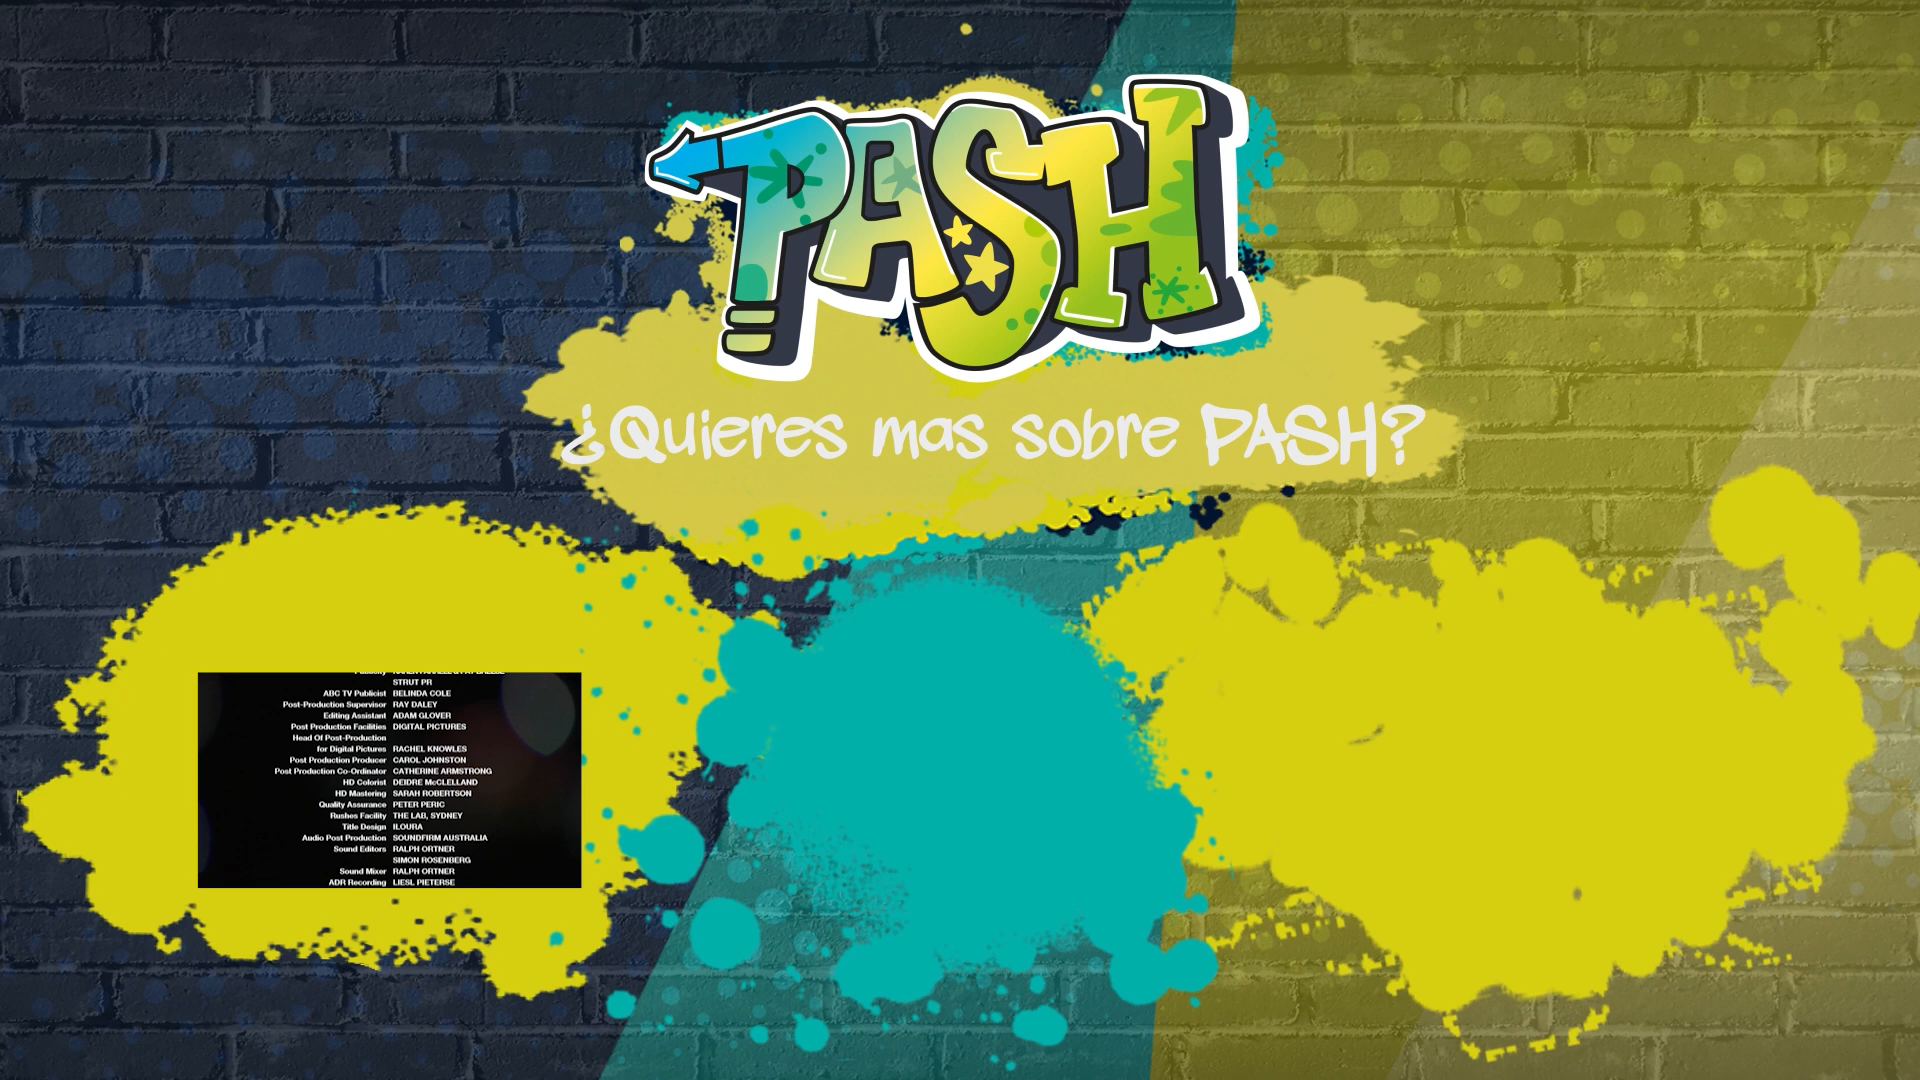 PASH
¿Quieres mas sobre PASH?
STRUT PR
ABC TV Publicist BELINDA COLE
Post-Production Supervisor RAY DALEY
Editing Assistant ADAM GLOVER
Post Production Facilities DIGITAL PICTURES
Head Of Post-Production
for Digital Pictures RACHEL KNOWLES
Post Production Producer CAROL JOHNSTON
Post Production Co-Ordinator CATHERINE ARMSTRONG
HD Colorist DEIDRE McCLELLAND
HD Mastering SARAH ROBERTSON
Quality Assurance PETER PERIC
Rushes Facility THE LAB, SYDNEY
Title Design ILOURA
Audio Post Production SOUNDFIRM AUSTRALIA
Sound Editors RALPH ORTNER
SIMON ROSENBERG
Sound Mixer RALPH ORTNER
ADR Recording LIESL PIETERSE